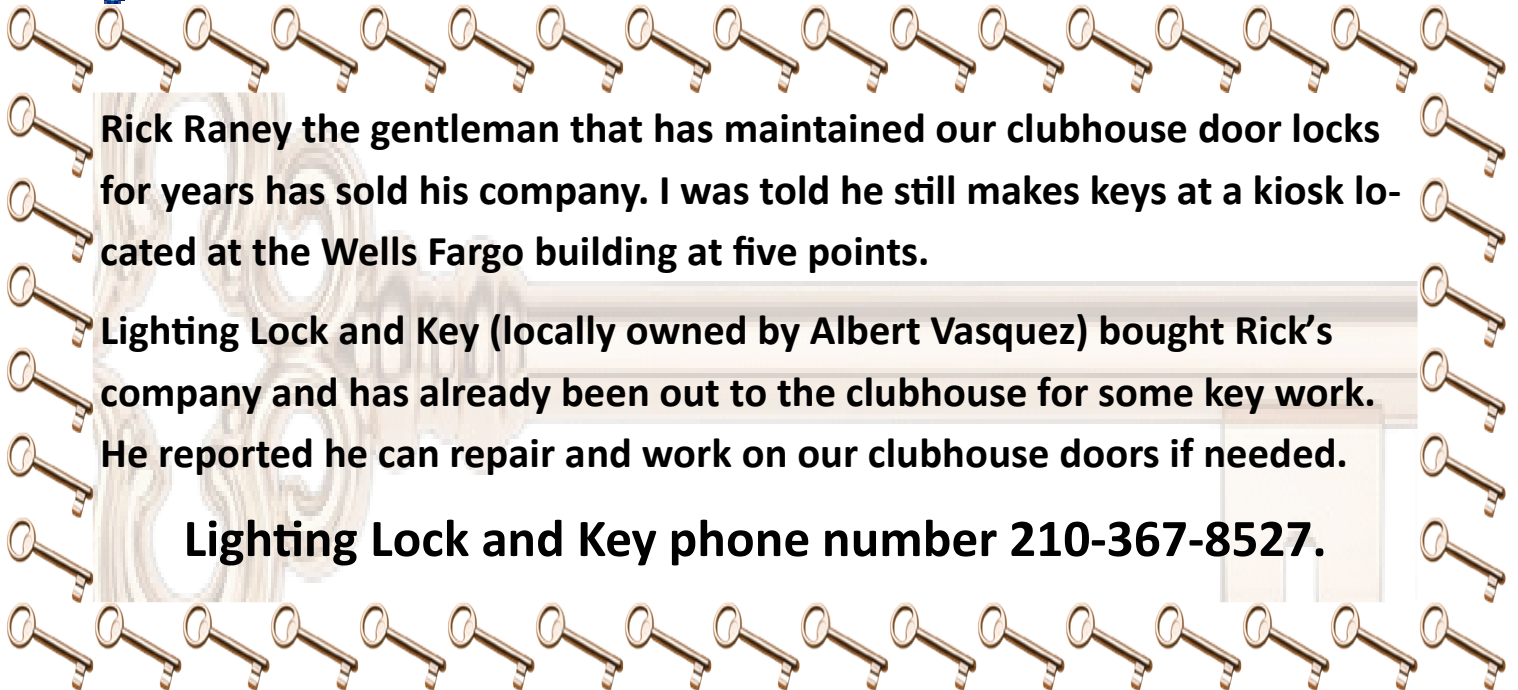 Rick Raney the gentleman that has maintained our clubhouse door locks
for years has sold his company. I was told he still makes keys at a kiosk lo-
cated at the Wells Fargo building at five points.
Lighting Lock and Key (locally owned by Albert Vasquez) bought Rick’s
company and has already been out to the clubhouse for some key work.
He reported he can repair and work on our clubhouse doors if needed.
Lighting Lock and Key phone number 210-367-8527.